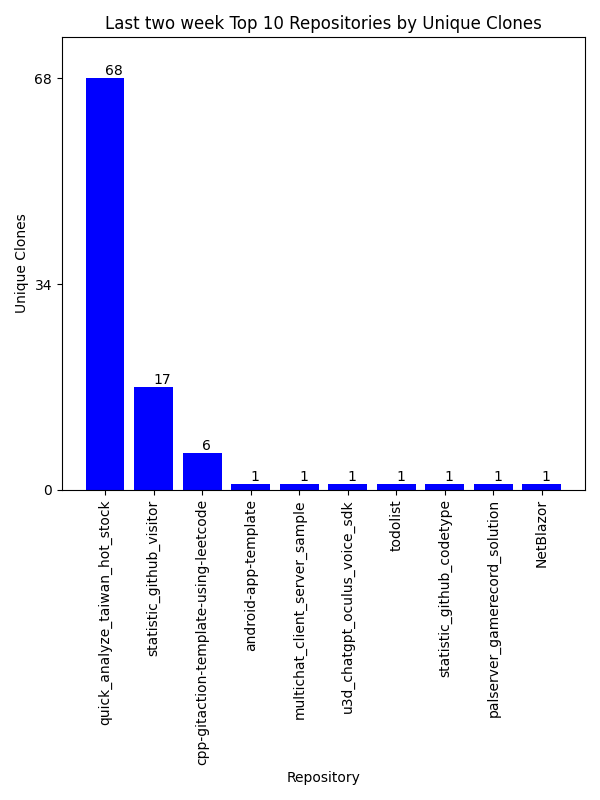 Last two week Top 10 Repositories by Unique Clones
Unique Clones
68
34
0
68
17
6
1
1
1
1
1
1
1
quick_analyze_taiwan_hot_stock
statistic_github_visitor
cpp-gitaction-template-using-leetcode
android-app-template
multichat_client_server_sample
u3d_chatgpt_oculus_voice_sdk
todolist
statistic_github_codetype
palserver_gamerecord_solution
NetBlazor
Repository